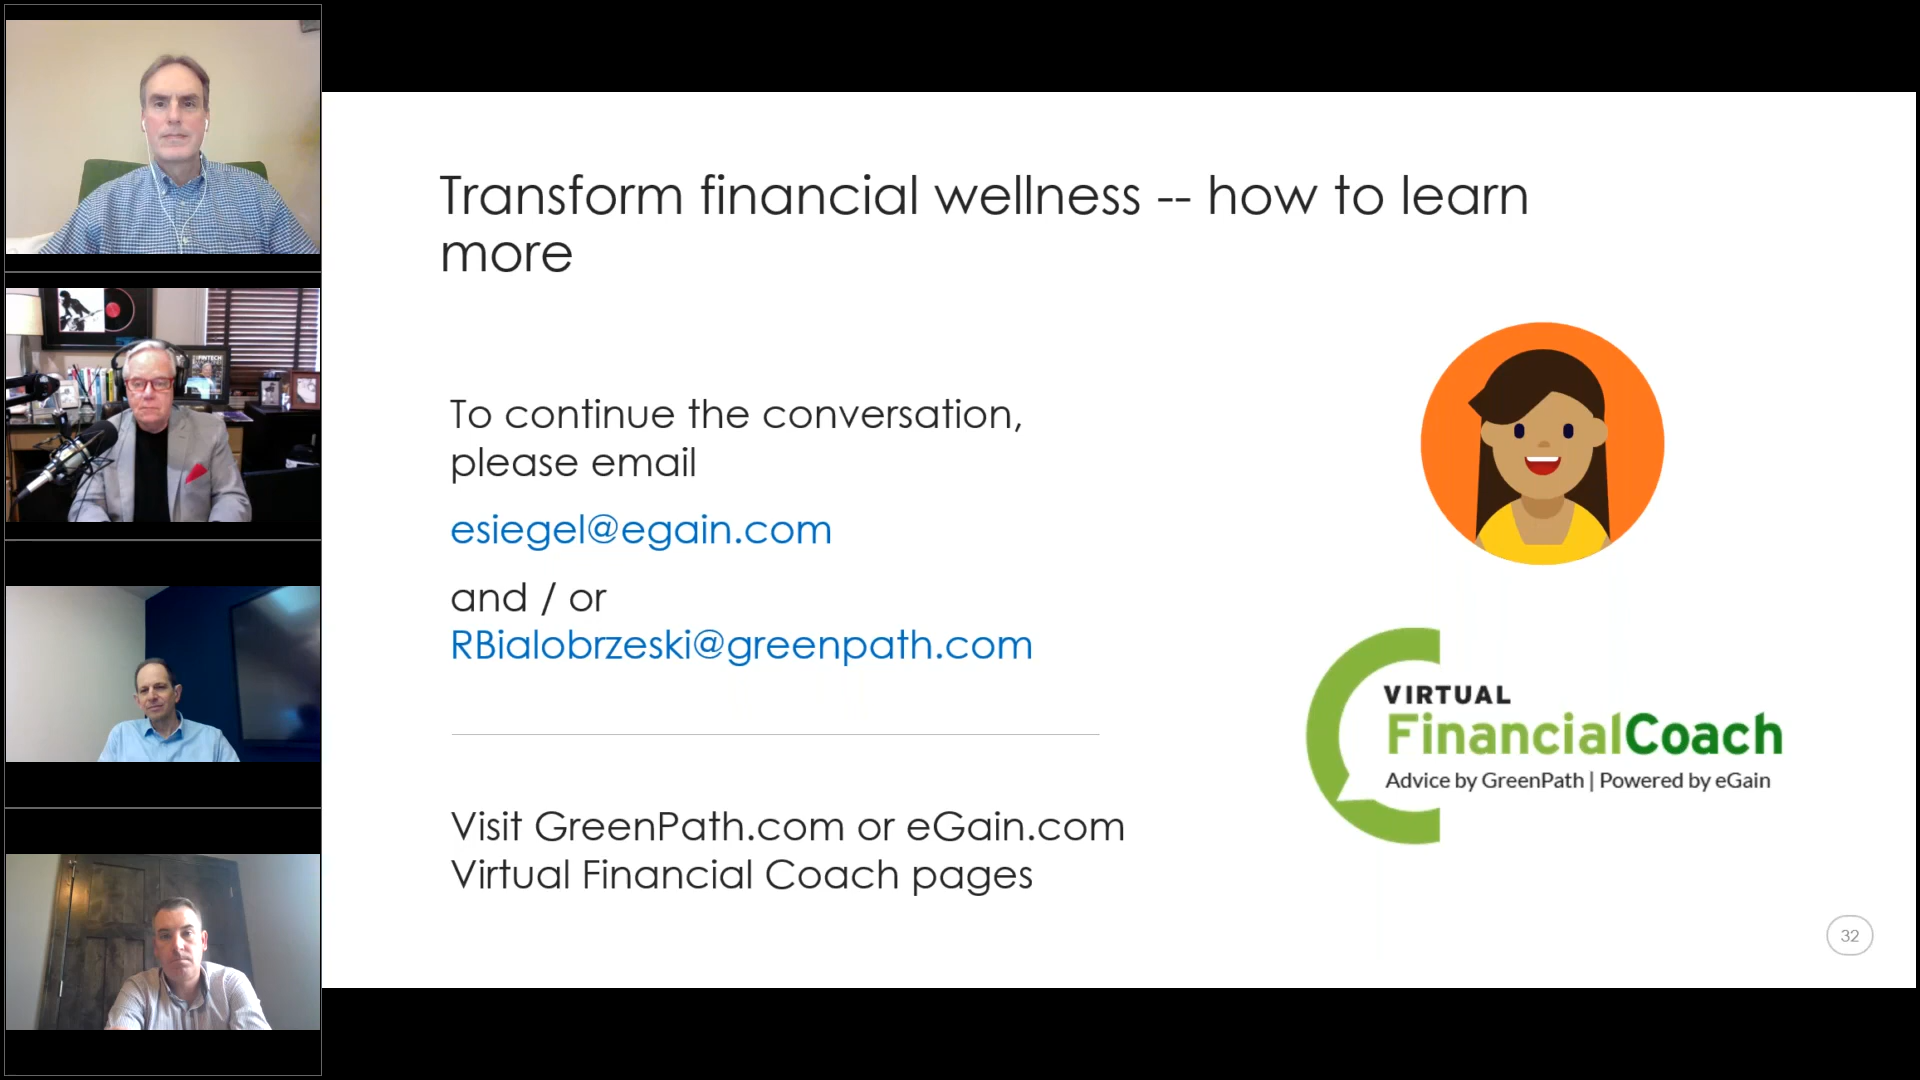 Transform financial wellness -- how to learn
more
To continue the conversation,
please email
esiegel@egain.com
and / or
RBialobrzeski@greenpath.com
Visit GreenPath.com or eGain.com
Virtual Financial Coach pages
VIRTUAL
FinancialCoach
Advice by GreenPath | Powered by eGain
32
FINTECH